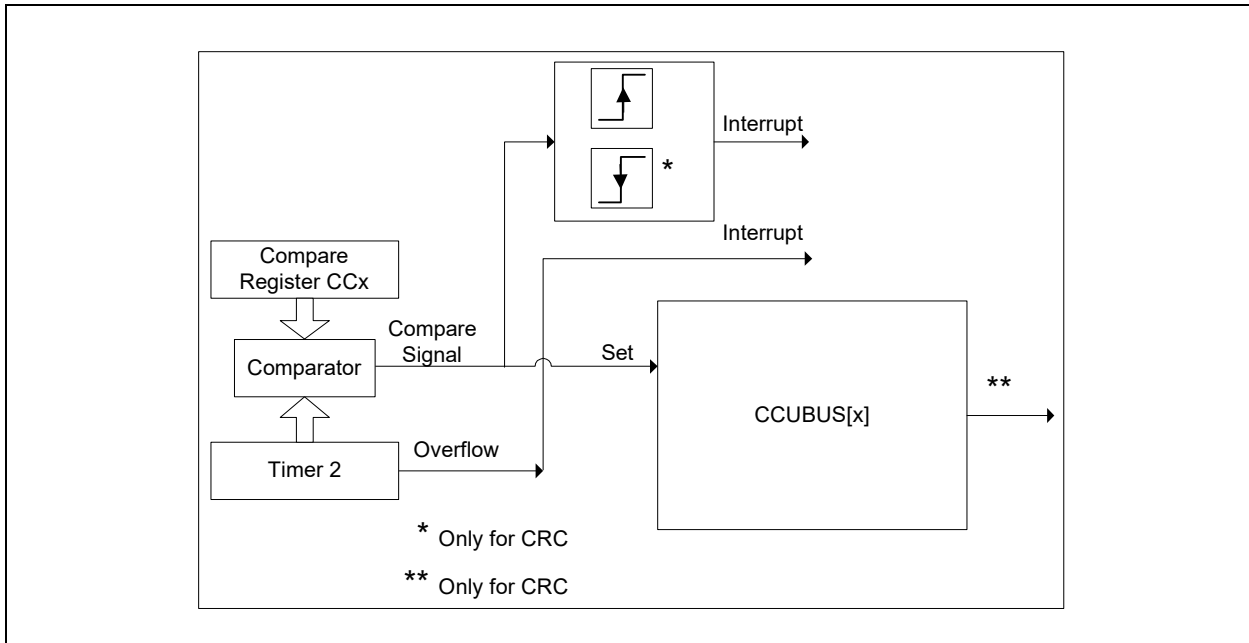 Interrupt
*
Interrupt
Compare
Register CCx
Compare
Signal
Set
Comparator
**
CCUBUS[x]
Overflow
Timer 2
* Only for CRC
** Only for CRC